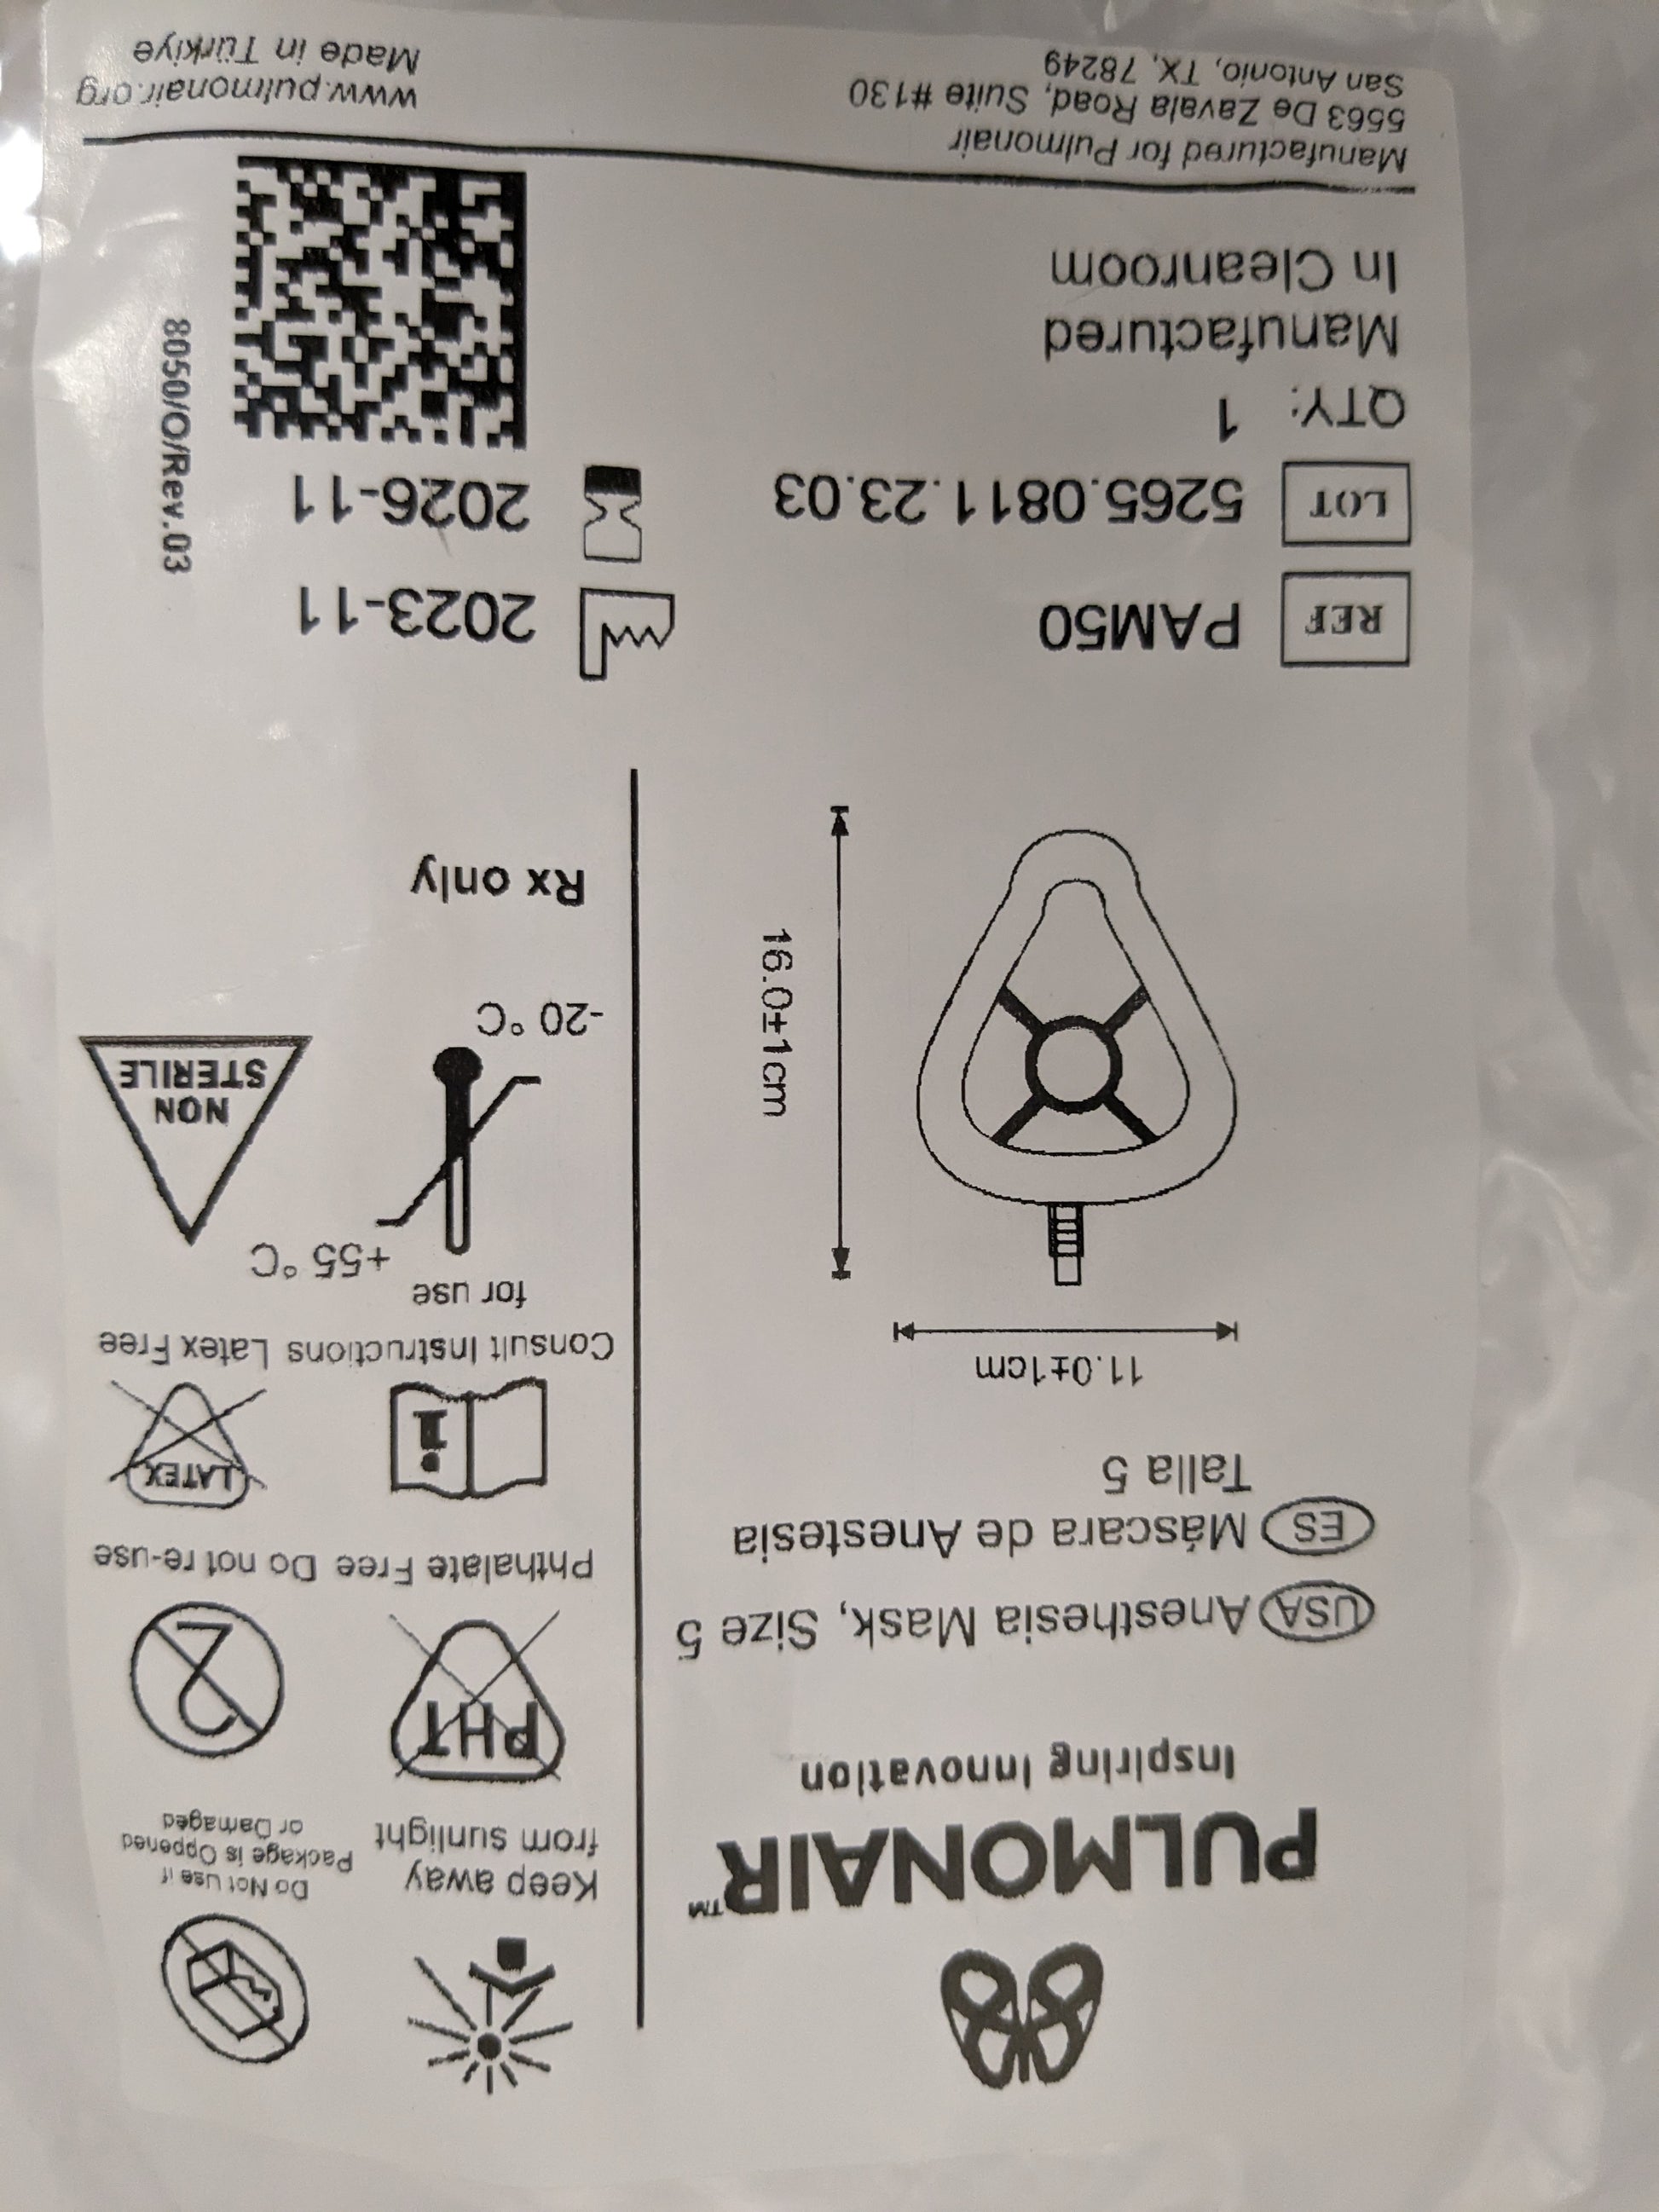 PULMONAIR™
Inspiring Innovation
USA Anesthesia Mask, Size 5
ES Máscara de Anestesia
Talla 5
11.0±1cm
16.0±1cm
Keep away
from sunlight
Do Not Use if
Package is Oppened
or Damaged
PHT
2
Phthalate Free Do not re-use
i
LATEX
Consult Instructions Latex Free
for use
+55 °C
-20 °C
NON
STERILE
Rx only
REF PAM50
2023-11
LOT 5265.0811.23.03
2026-11
QTY: 1
Manufactured
In Cleanroom
8050/O/Rev.03
Manufactured for Pulmonair
5563 De Zavala Road, Suite #130
San Antonio, TX, 78249
www.pulmonair.org
Made in Türkiye